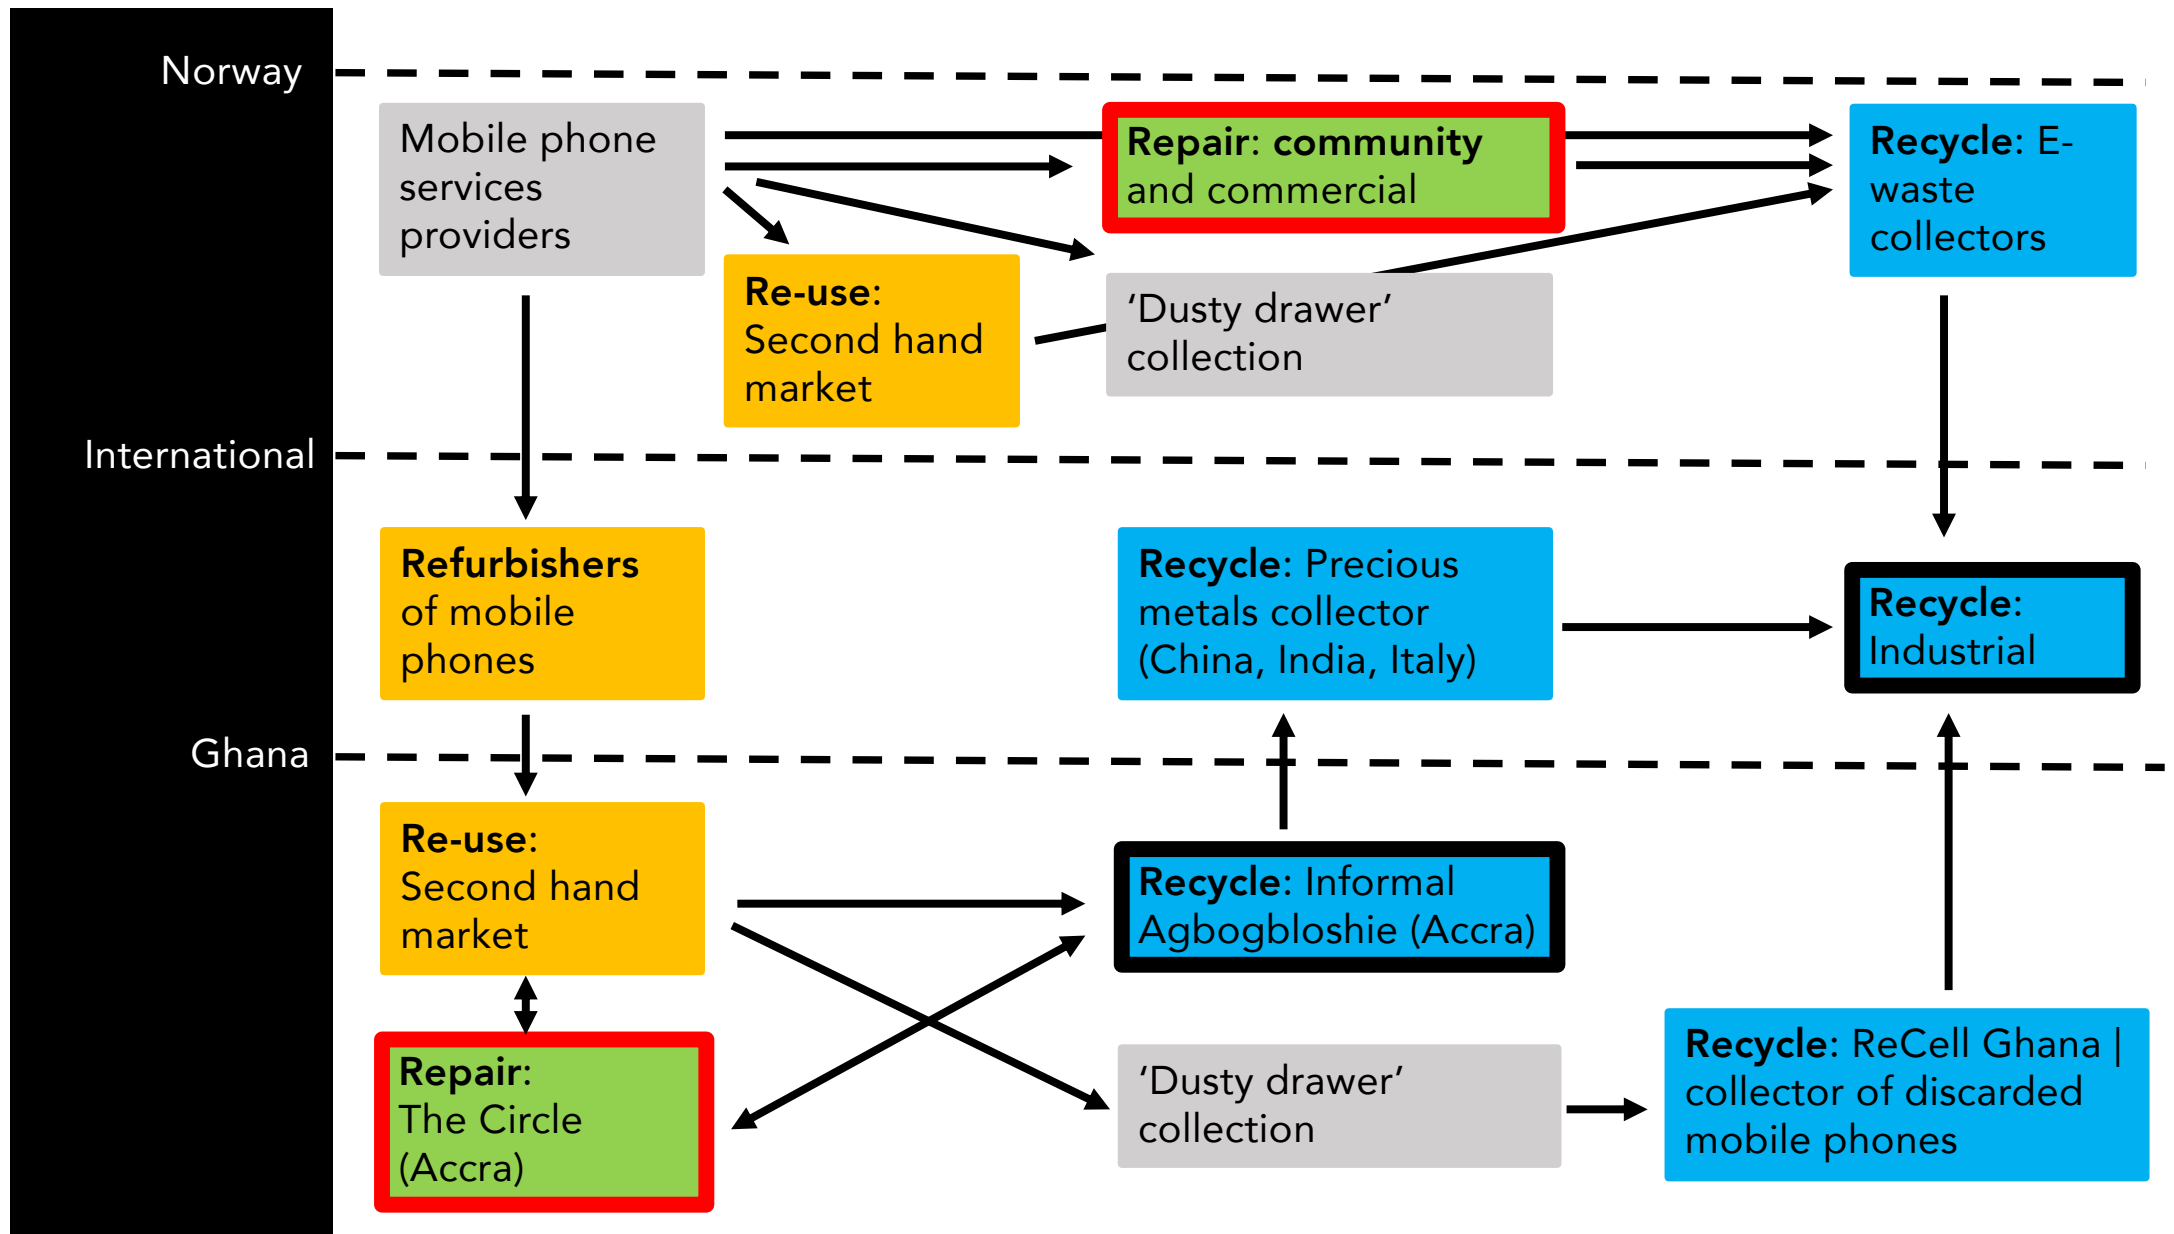 Norway
Mobile phone
services
providers
Repair: community
and commercial
Recycle: E-
waste
collectors
Re-use:
Second hand
market
‘Dusty drawer’
collection
International
Refurbishers
of mobile
phones
Recycle: Precious
metals collector
(China, India, Italy)
Recycle:
Industrial
Ghana
Re-use:
Second hand
market
Recycle: Informal
Agbogbloshie (Accra)
Repair:
The Circle
(Accra)
‘Dusty drawer’
collection
Recycle: ReCell Ghana |
collector of discarded
mobile phones